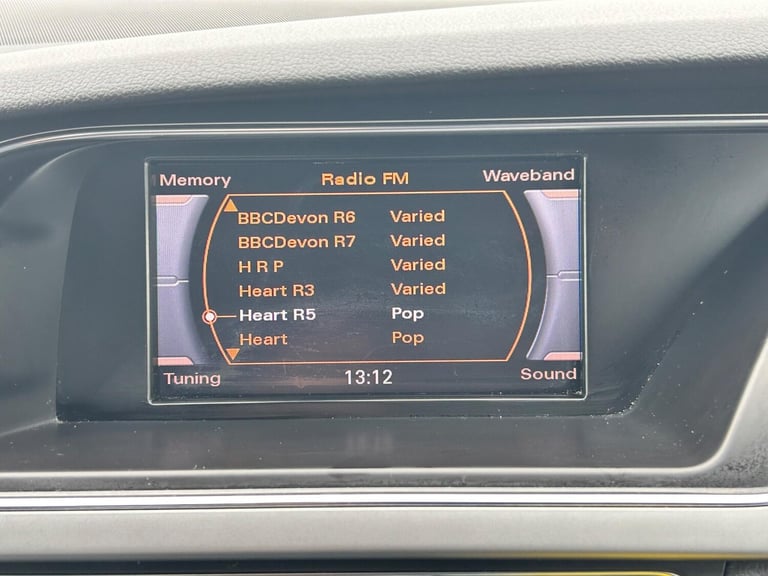 Memory Radio FM Waveband
BBCDevon R6 Varied
BBCDevon R7 Varied
H R P Varied
Heart R3 Varied
Heart R5 Pop
Heart Pop
Tuning 13:12 Sound